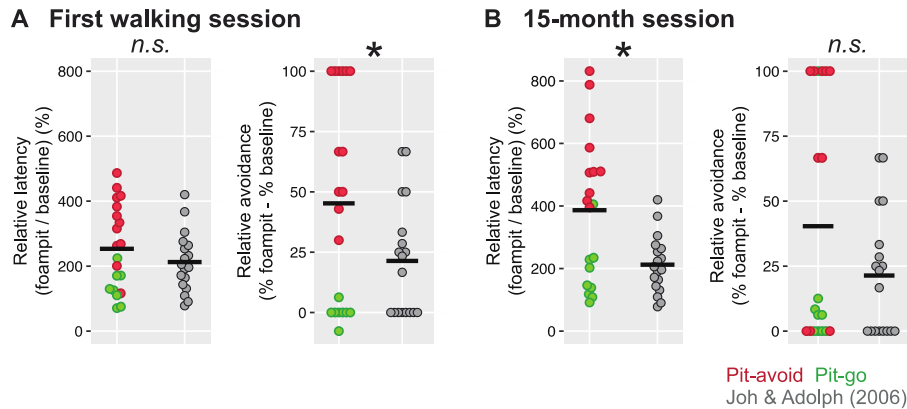 A First walking session
n.s.
Relative latency
(foampit / baseline) (%)
800
600
400
200
0
*
Relative avoidance
(% foampit - % baseline)
100
75
50
25
0
B 15-month session
*
Relative latency
(foampit / baseline) (%)
800
600
400
200
0
n.s.
Relative avoidance
(% foampit - % baseline)
100
75
50
25
0
Pit-avoid Pit-go
Joh & Adolph (2006)